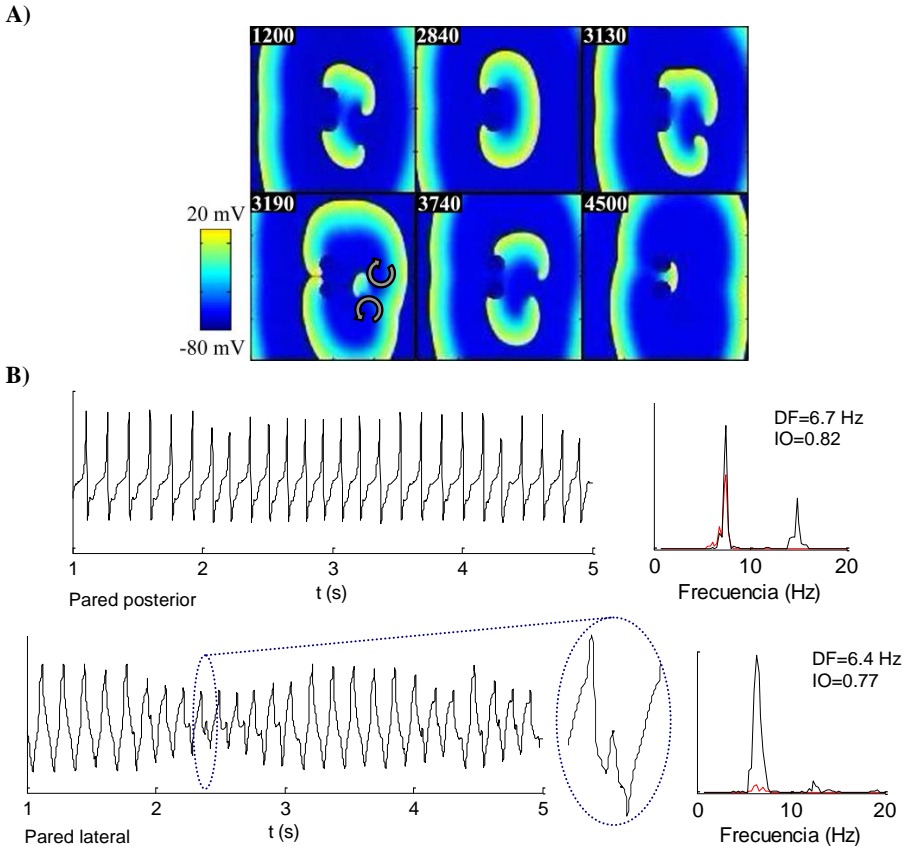 A)
1200 2840 3130
3190 3740 4500
20 mV
-80 mV
B)
DF=6.7 Hz
IO=0.82
1 2 3 4 5
t (s)
Pared posterior
0 10 20
Frecuencia (Hz)
DF=6.4 Hz
IO=0.77
1 2 3 4 5
t (s)
Pared lateral
0 10 20
Frecuencia (Hz)